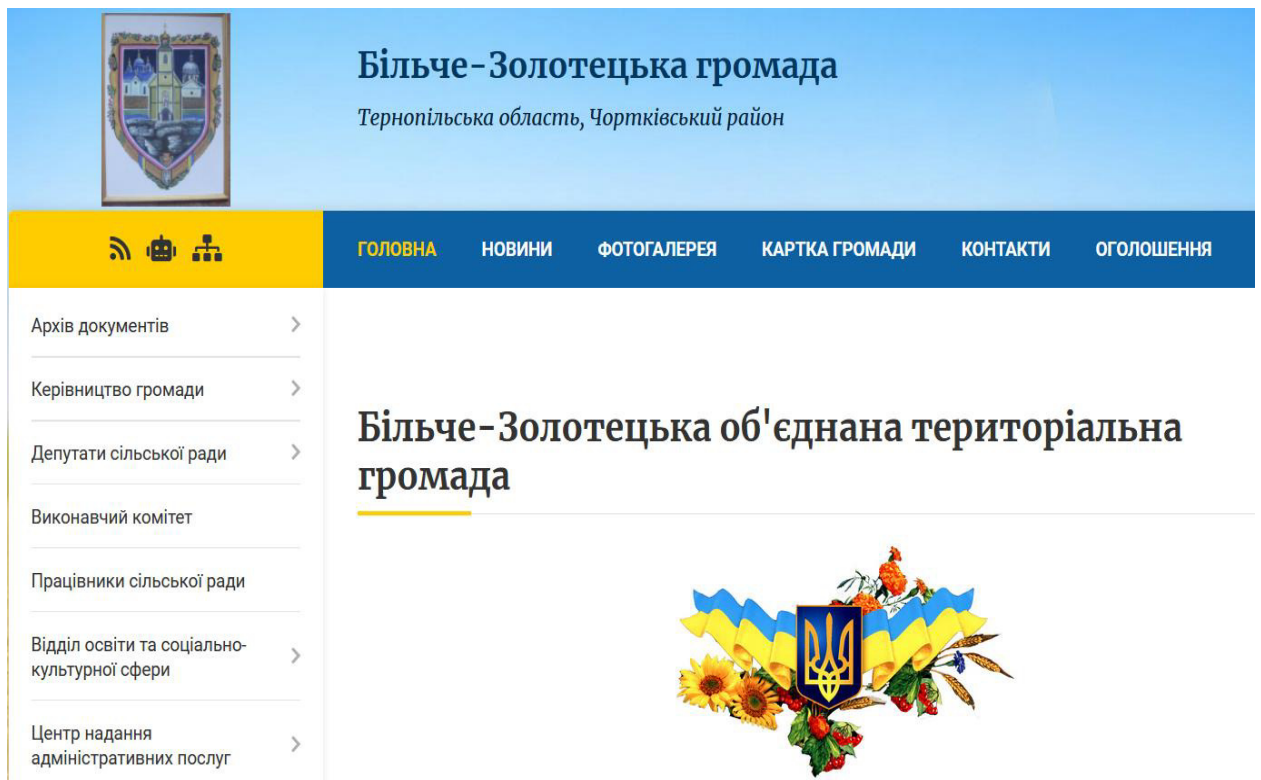 Більче-Золотецька громада
Тернопільська область, Чортківський район
ГОЛОВНА НОВИНИ ФОТОГАЛЕРЕЯ КАРТКА ГРОМАДИ КОНТАКТИ ОГОЛОШЕННЯ
Архів документів
Керівництво громади
Депутати сільської ради
Виконавчий комітет
Працівники сільської ради
Відділ освіти та соціально-
культурної сфери
Центр надання
адміністративних послуг
Більче-Золотецька об'єднана територіальна
громада